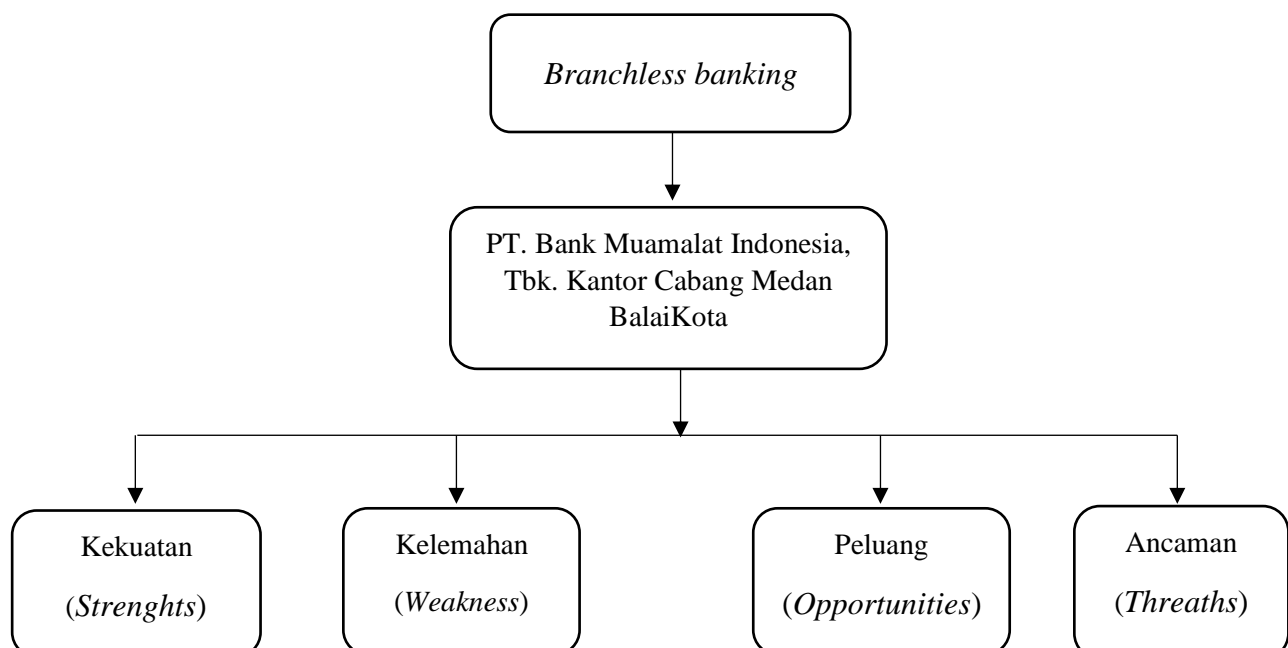 Branchless banking
PT. Bank Muamalat Indonesia,
Tbk. Kantor Cabang Medan
BalaiKota
Kekuatan
(Strenghts)
Kelemahan
(Weakness)
Peluang
(Opportunities)
Ancaman
(Threaths)